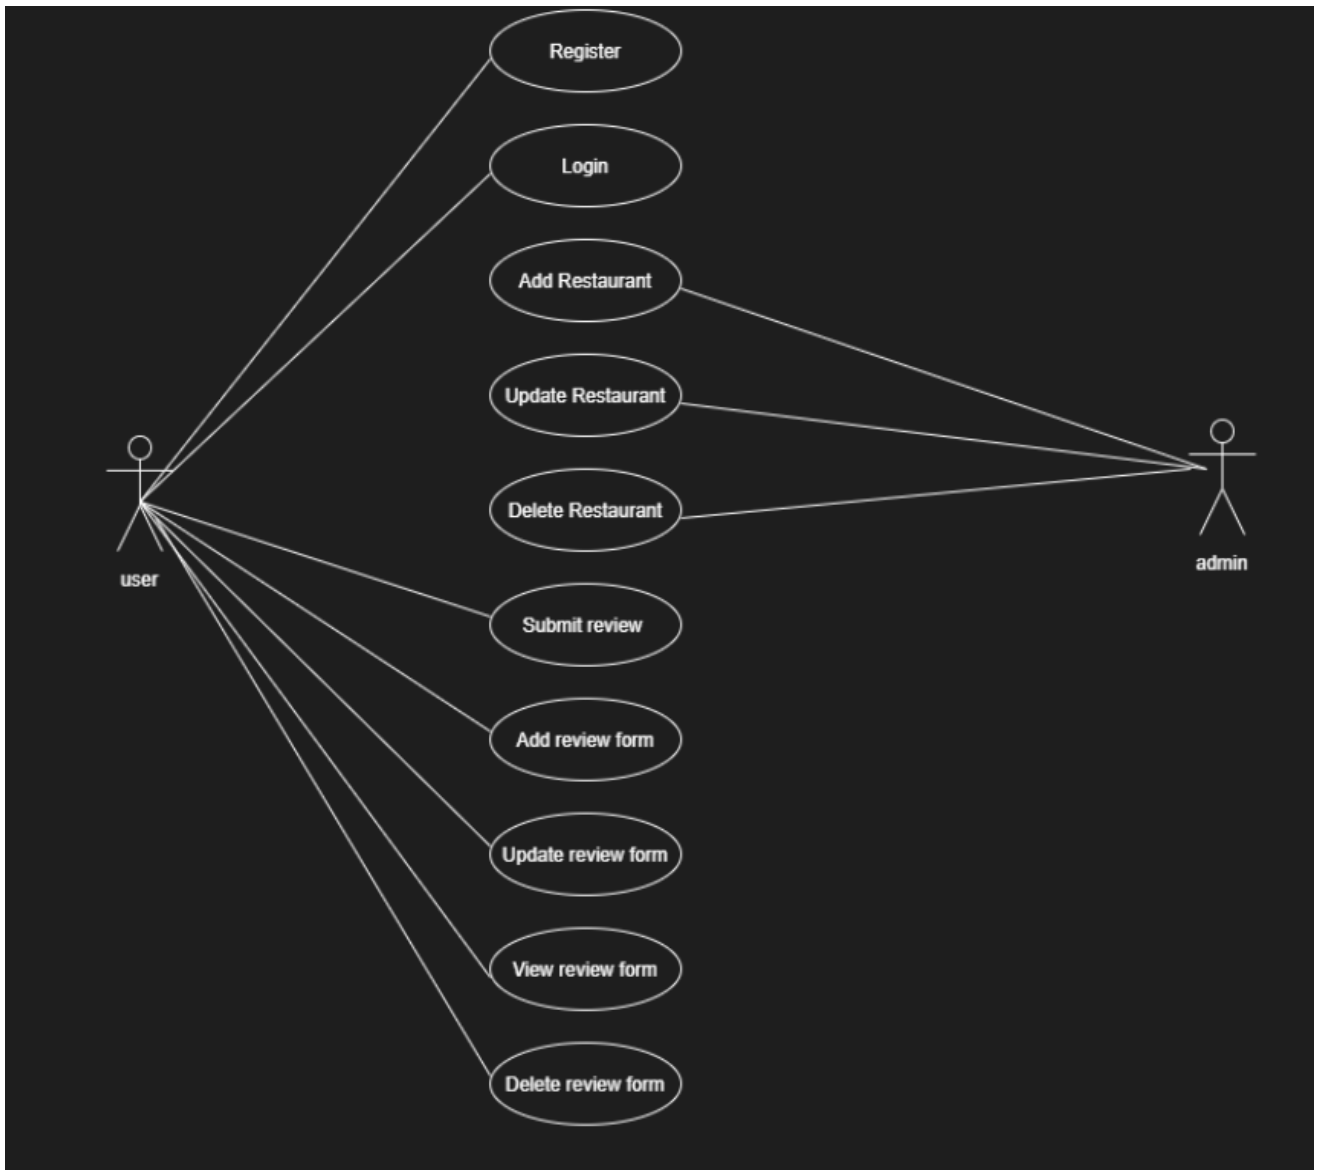 Register
Login
Add Restaurant
Update Restaurant
Delete Restaurant
user
admin
Submit review
Add review form
Update review form
View review form
Delete review form